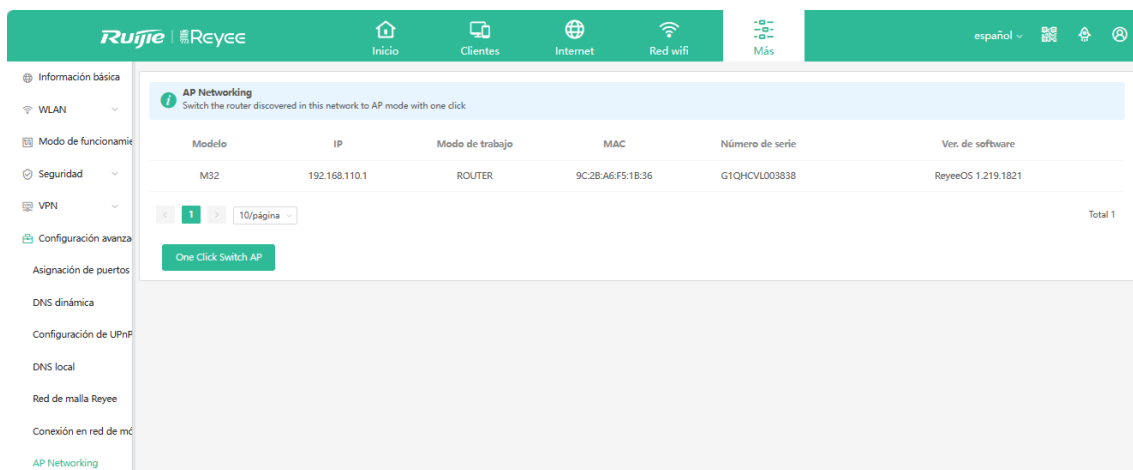 Ruijie | Reyee
Inicio
Clientes
Internet
Red wifi
Más
español
Información básica
WLAN
Modo de funcionamie
Seguridad
VPN
Configuración avanza
Asignación de puertos
DNS dinámica
Configuración de UPnP
DNS local
Red de malla Reyee
Conexión en red de mó
AP Networking
AP Networking
Switch the router discovered in this network to AP mode with one click
Modelo IP Modo de trabajo MAC Número de serie Ver. de software
M32 192.168.110.1 ROUTER 9C:2B:A6:F5:1B:36 G1QHCVL003838 ReyeeOS 1.219.1821
< 1 > 10/página Total 1
One Click Switch AP